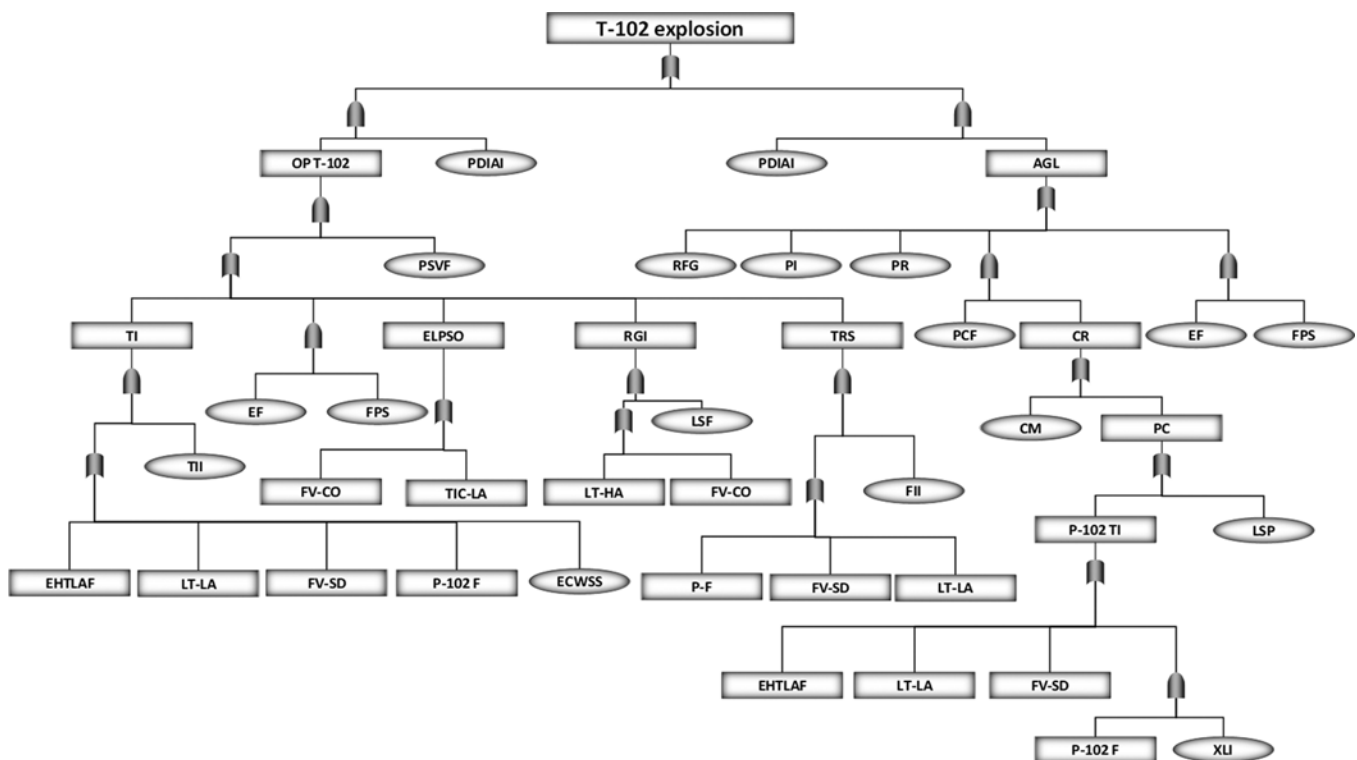 T-102 explosion
OP T-102
PDIAI
PDIAI
AGL
PSVF
RFG
PI
PR
TI
ELPSO
RGI
TRS
PCF
CR
EF
FPS
EF
FPS
LSF
CM
PC
TII
FV-CO
TIC-LA
LT-HA
FV-CO
FII
P-102 TI
LSP
EHTLAF
LT-LA
FV-SD
P-102 F
ECWSS
P-F
FV-SD
LT-LA
EHTLAF
LT-LA
FV-SD
P-102 F
XLI